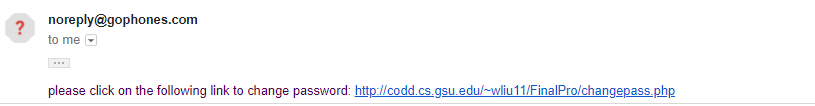 noreply@gophones.com
to me
please click on the following link to change password: http://codd.cs.gsu.edu/~wliu11/FinalPro/changepass.php